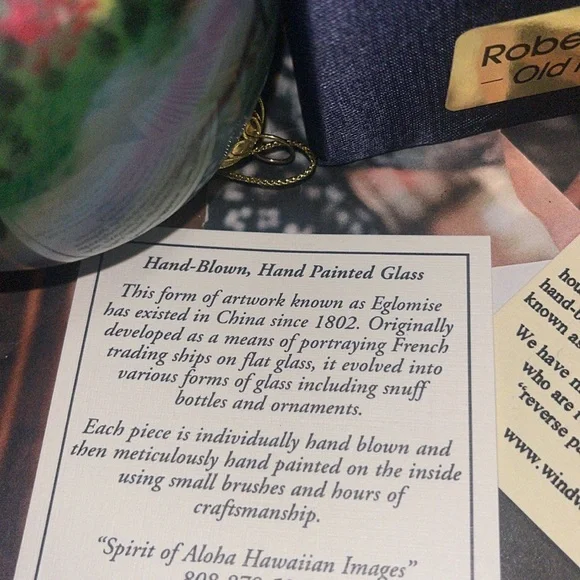 Robe
— Old
Hand-Blown, Hand Painted Glass
This form of artwork known as Eglomise
has existed in China since 1802. Originally
developed as a means of portraying French
trading ships on flat glass, it evolved into
various forms of glass including snuff
bottles and ornaments.
Each piece is individually hand blown and
then meticulously hand painted on the inside
using small brushes and hours of
craftsmanship.
“Spirit of Aloha Hawaiian Images”
hou
hand-b
known as
We have
who are
“reverse pa
www.windw